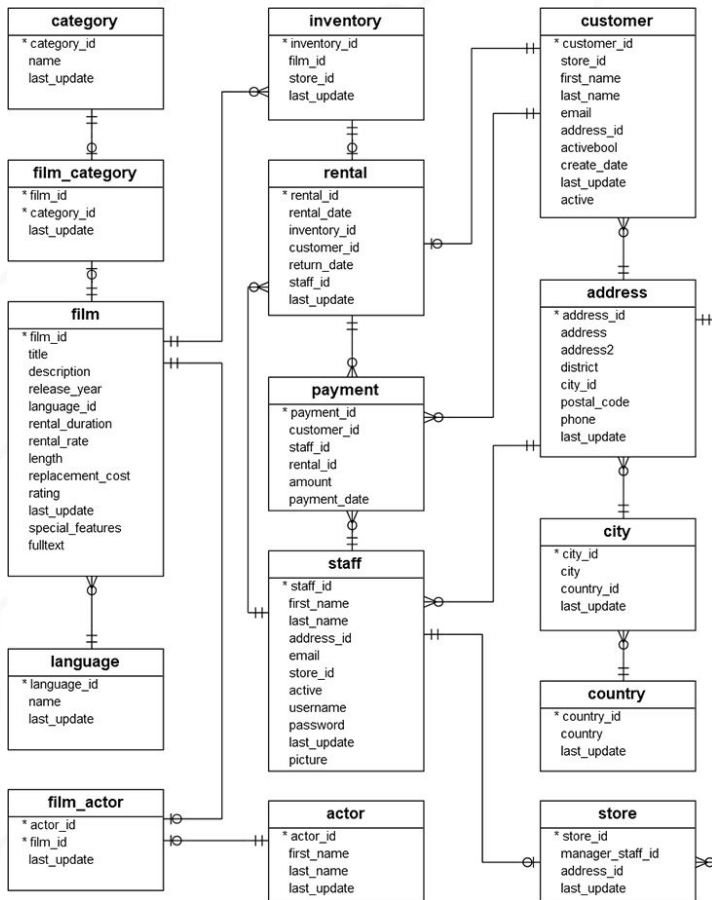 category
* category_id
name
last_update
film_category
* film_id
* category_id
last_update
film
* film_id
title
description
release_year
language_id
rental_duration
rental_rate
length
replacement_cost
rating
last_update
special_features
fulltext
language
* language_id
name
last_update
film_actor
* actor_id
* film_id
last_update
inventory
* inventory_id
film_id
store_id
last_update
rental
* rental_id
rental_date
inventory_id
customer_id
return_date
staff_id
last_update
payment
* payment_id
customer_id
staff_id
rental_id
amount
payment_date
staff
* staff_id
first_name
last_name
address_id
email
store_id
active
username
password
last_update
picture
actor
* actor_id
first_name
last_name
last_update
customer
* customer_id
store_id
first_name
last_name
email
address_id
activebool
create_date
last_update
active
address
* address_id
address
address2
district
city_id
postal_code
phone
last_update
city
* city_id
city
country_id
last_update
country
* country_id
country
last_update
store
* store_id
manager_staff_id
address_id
last_update